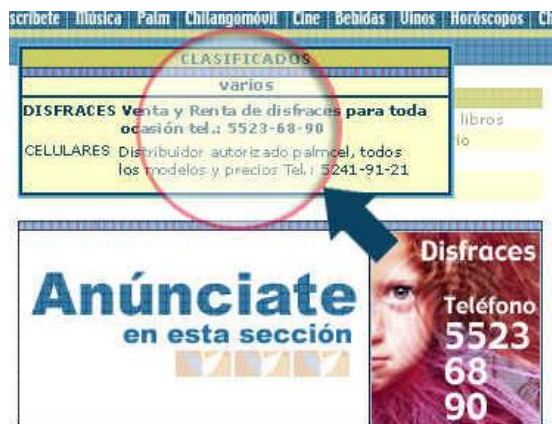 scríbete Música Palm Chilangomóvil Cine Bebidas Vinos Horóscopos
CLASIFICADOS
varios
DISFRACES Venta y Renta de disfraces para toda
ocasión tel.: 5523-68-90
CELULARES Distribuidor autorizado palmcel, todos
los modelos y precios Tel.: 5241-91-21
libros
io
Anúnciate
en esta sección
Disfraces
Teléfono
5523
68
90